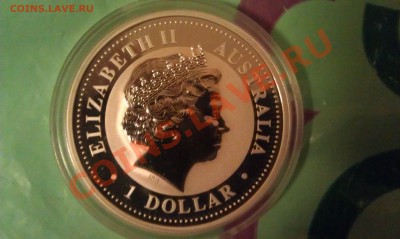 COINS.LAVE.RU
ELIZABETH II
AUSTRALIA
1 DOLLAR
COINS.LAVE.RU